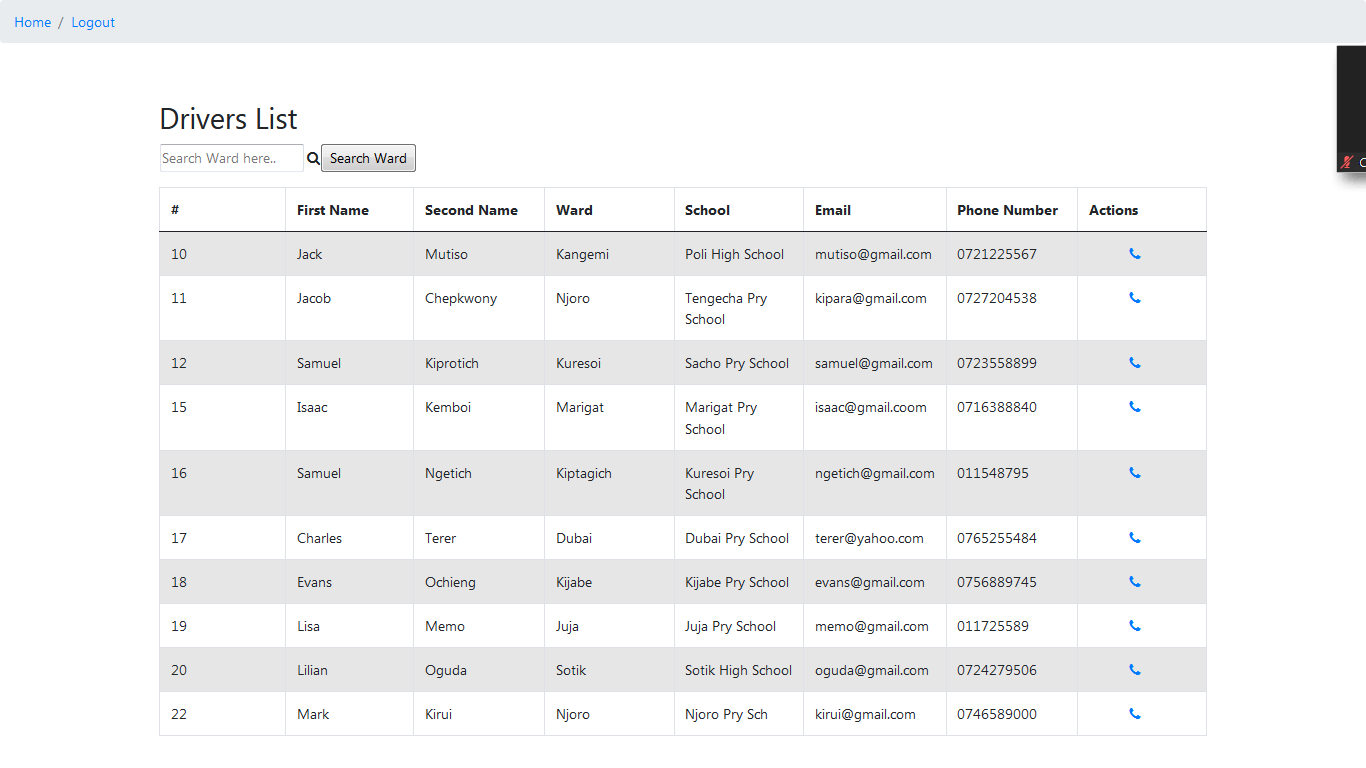 Home / Logout
Drivers List
Search Ward here.. Search Ward
# First Name Second Name Ward School Email Phone Number Actions
10 Jack Mutiso Kangemi Poli High School mutiso@gmail.com 0721225567
11 Jacob Chepkwony Njoro Tengecha Pry kipara@gmail.com 0727204538
School
12 Samuel Kiprotich Kuresoi Sacho Pry School samuel@gmail.com 0723558899
15 Isaac Kemboi Marigat Marigat Pry isaac@gmail.coom 0716388840
School
16 Samuel Ngetich Kiptagich Kuresoi Pry ngetich@gmail.com 011548795
School
17 Charles Terer Dubai Dubai Pry School terer@yahoo.com 0765255484
18 Evans Ochieng Kijabe Kijabe Pry School evans@gmail.com 0756889745
19 Lisa Memo Juja Juja Pry School memo@gmail.com 011725589
20 Lilian Oguda Sotik Sotik High School oguda@gmail.com 0724279506
22 Mark Kirui Njoro Njoro Pry Sch kirui@gmail.com 0746589000